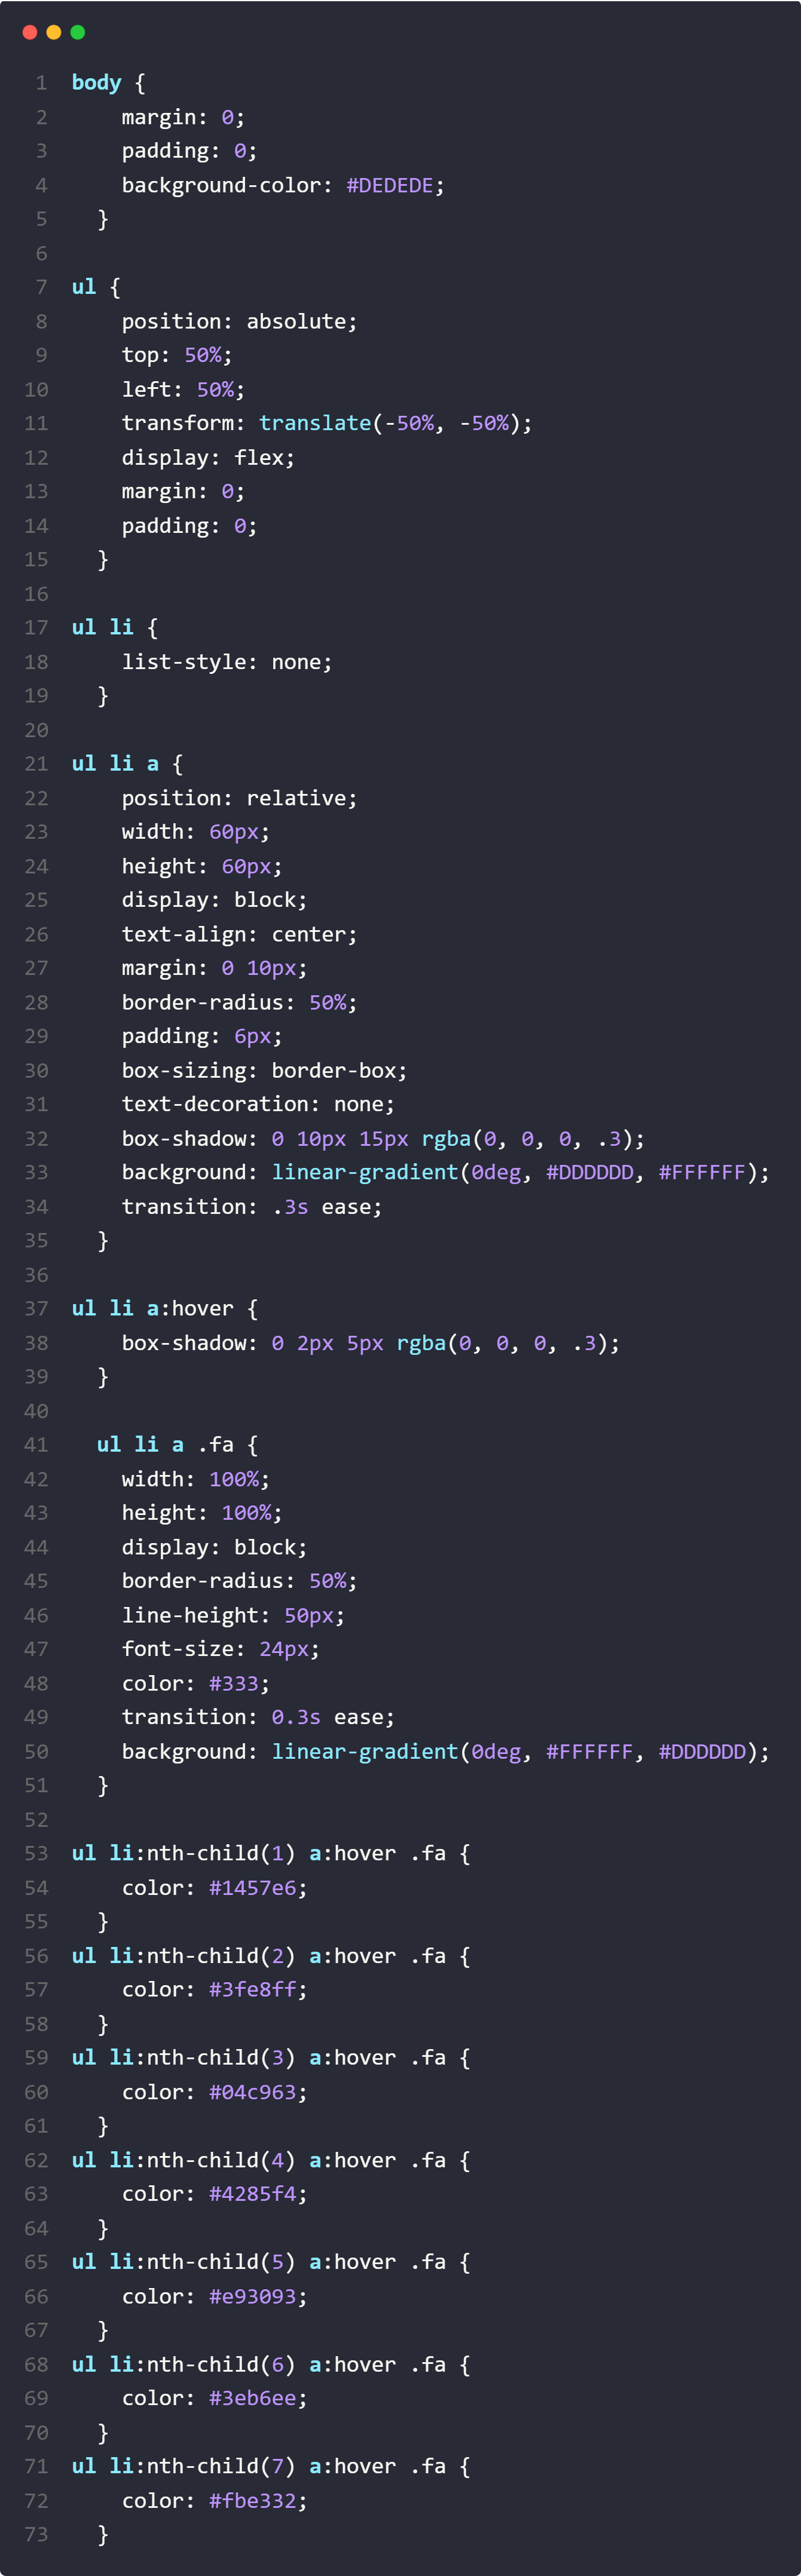 1 body {
2     margin: 0;
3     padding: 0;
4     background-color: #DEDEDE;
5   }
6
7 ul {
8     position: absolute;
9     top: 50%;
10     left: 50%;
11     transform: translate(-50%, -50%);
12     display: flex;
13     margin: 0;
14     padding: 0;
15   }
16
17 ul li {
18     list-style: none;
19   }
20
21 ul li a {
22     position: relative;
23     width: 60px;
24     height: 60px;
25     display: block;
26     text-align: center;
27     margin: 0 10px;
28     border-radius: 50%;
29     padding: 6px;
30     box-sizing: border-box;
31     text-decoration: none;
32     box-shadow: 0 10px 15px rgba(0, 0, 0, .3);
33     background: linear-gradient(0deg, #DDDDDD, #FFFFFF);
34     transition: .3s ease;
35   }
36
37 ul li a:hover {
38     box-shadow: 0 2px 5px rgba(0, 0, 0, .3);
39   }
40
41   ul li a .fa {
42     width: 100%;
43     height: 100%;
44     display: block;
45     border-radius: 50%;
46     line-height: 50px;
47     font-size: 24px;
48     color: #333;
49     transition: 0.3s ease;
50     background: linear-gradient(0deg, #FFFFFF, #DDDDDD);
51   }
52
53 ul li:nth-child(1) a:hover .fa {
54     color: #1457e6;
55   }
56 ul li:nth-child(2) a:hover .fa {
57     color: #3fe8ff;
58   }
59 ul li:nth-child(3) a:hover .fa {
60     color: #04c963;
61   }
62 ul li:nth-child(4) a:hover .fa {
63     color: #4285f4;
64   }
65 ul li:nth-child(5) a:hover .fa {
66     color: #e93093;
67   }
68 ul li:nth-child(6) a:hover .fa {
69     color: #3eb6ee;
70   }
71 ul li:nth-child(7) a:hover .fa {
72     color: #fbe332;
73   }